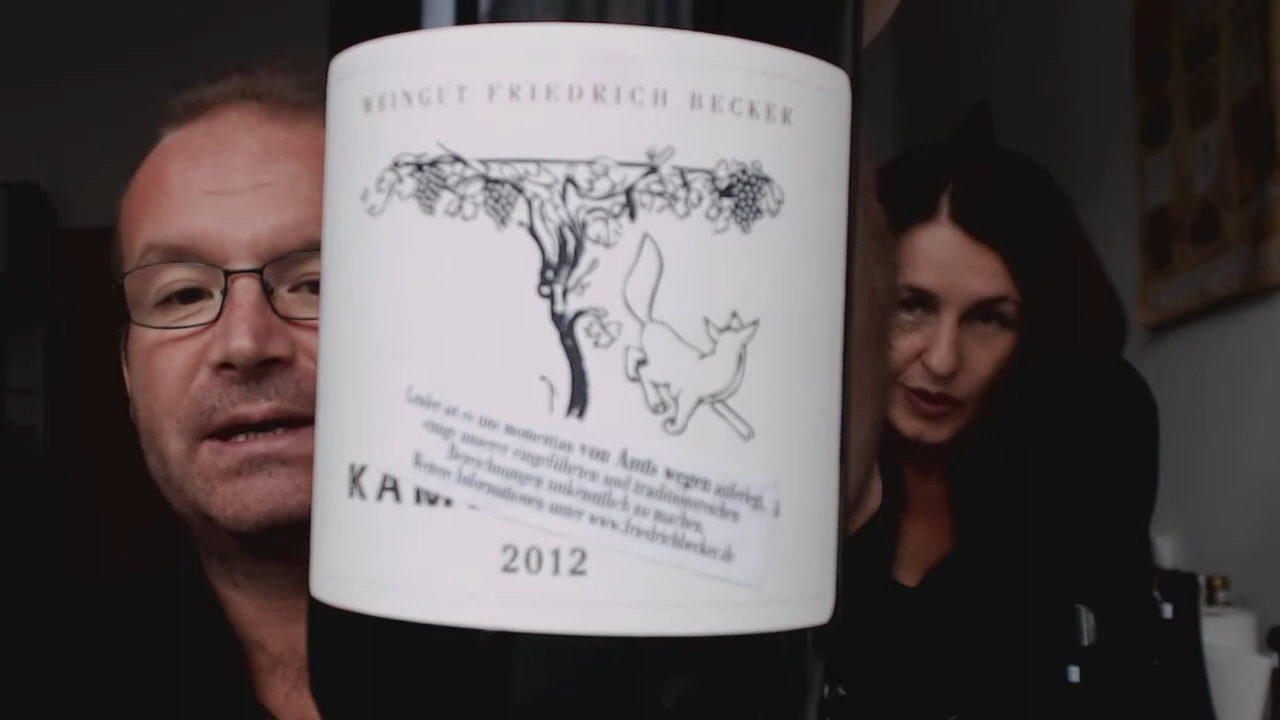 WEINGUT FRIEDRICH BECKER
Leider ist es uns momentan von Amts wegen auferlegt,
einige unserer eingeführten und traditionsreichen
Bezeichnungen unkenntlich zu machen.
Weitere Informationen unter www.friedrichbecker.de
KAM
2012